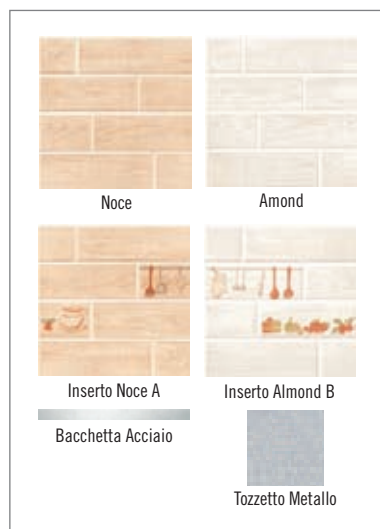 Noce
Amond
Inserto Noce A
Inserto Almond B
Bacchetta Acciaio
Tozzetto Metallo